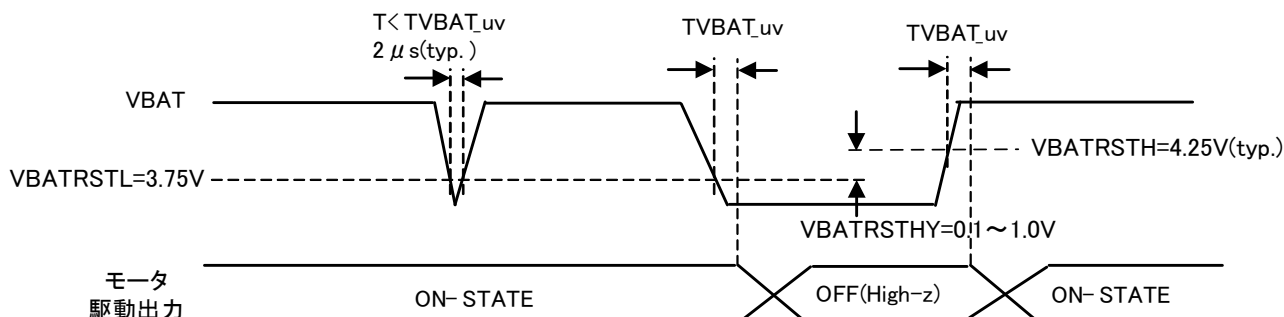 T< TVBAT_uv
2μs(typ.)
TVBAT_uv
TVBAT_uv
VBAT
VBATRSTH=4.25V(typ.)
VBATRSTL=3.75V
VBATRSTHY=0.1～1.0V
モータ
駆動出力
ON-STATE
OFF(High-z)
ON-STATE